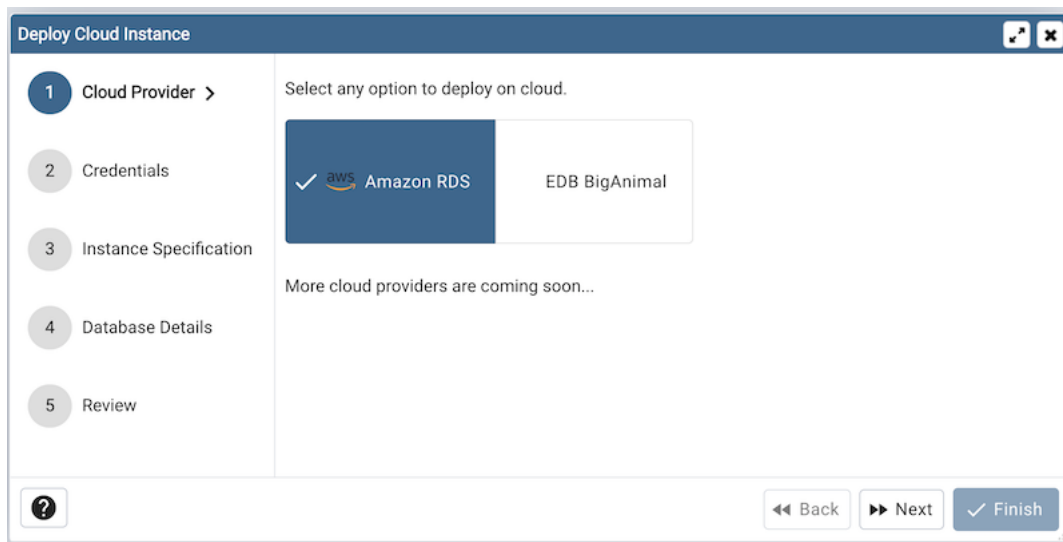 Deploy Cloud Instance
1 Cloud Provider
Select any option to deploy on cloud.
2 Credentials
aws Amazon RDS
EDB BigAnimal
3 Instance Specification
More cloud providers are coming soon...
4 Database Details
5 Review
?
Back
Next
Finish